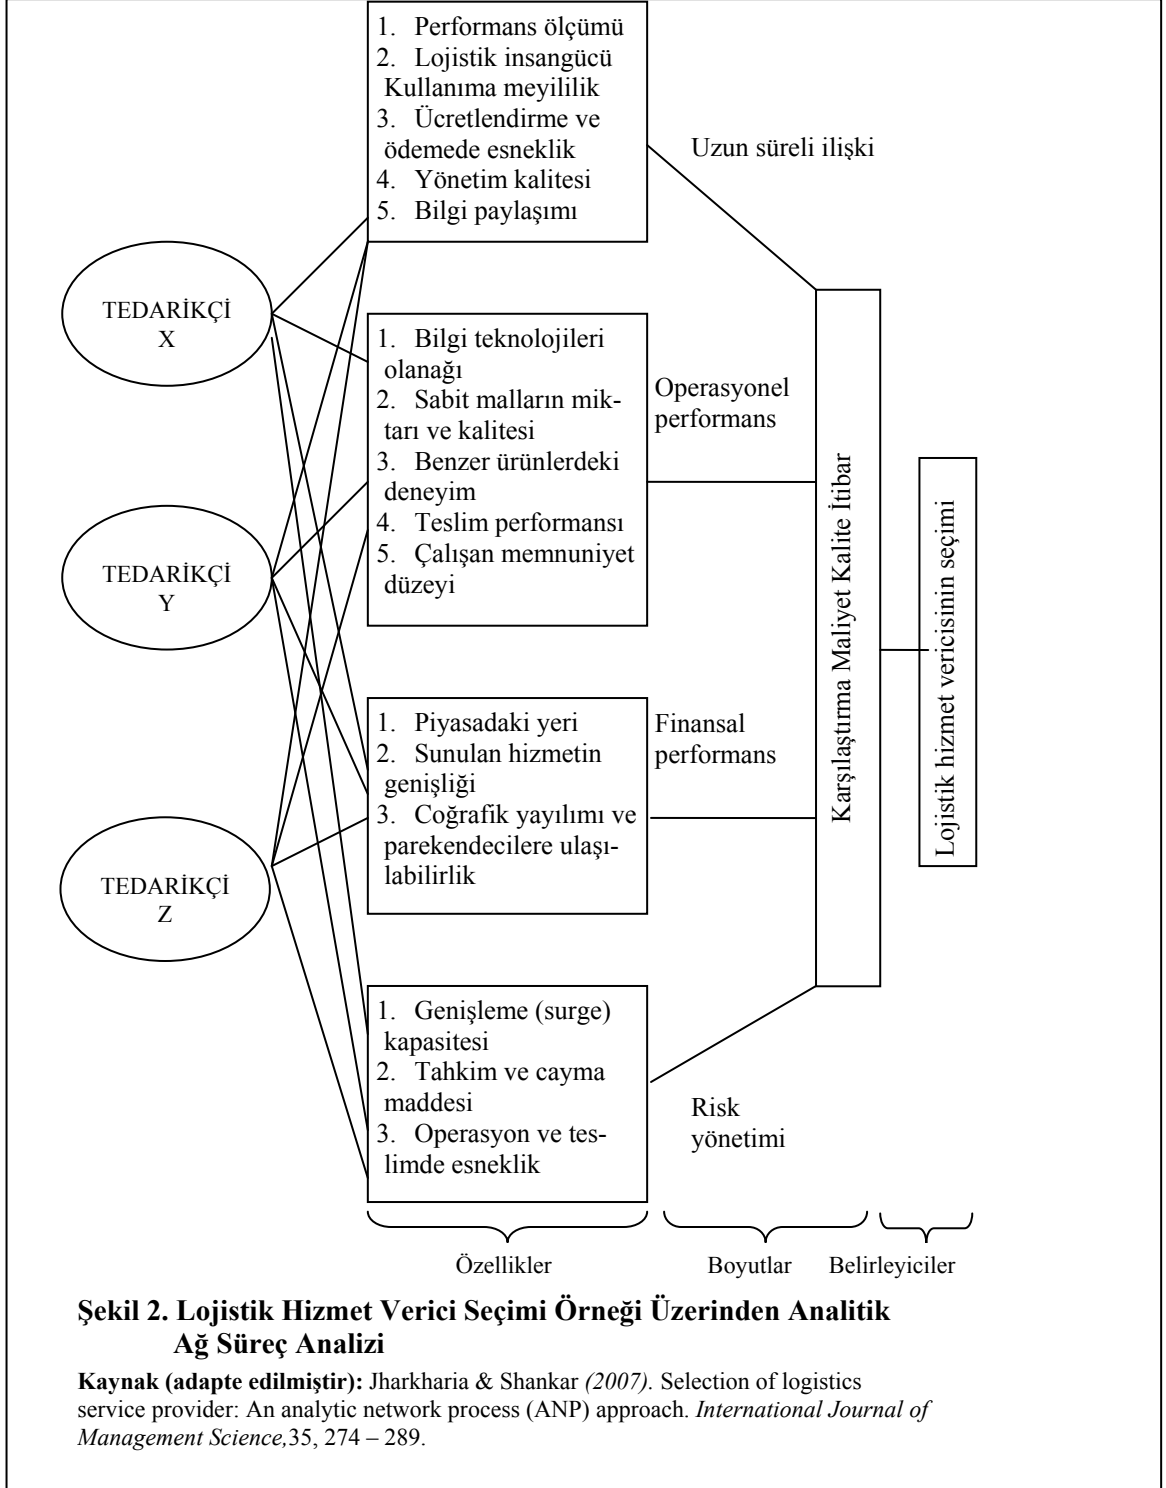 1. Performans ölçümü
2. Lojistik insangücü
Kullanıma meyililik
3. Ücretlendirme ve
ödemede esneklik
4. Yönetim kalitesi
5. Bilgi paylaşımı
Uzun süreli ilişki
TEDARİKÇİ
X
1. Bilgi teknolojileri
olanağı
2. Sabit malların mik-
tarı ve kalitesi
3. Benzer ürünlerdeki
deneyim
4. Teslim performansı
5. Çalışan memnuniyet
düzeyi
Operasyonel
performans
TEDARİKÇİ
Y
1. Piyasadaki yeri
2. Sunulan hizmetin
genişliği
3. Coğrafik yayılımı ve
parekendecilere ulaşı-
labilirlik
Finansal
performans
TEDARİKÇİ
Z
1. Genişleme (surge)
kapasitesi
2. Tahkim ve cayma
maddesi
3. Operasyon ve tes-
limde esneklik
Risk
yönetimi
Karşılaştırma Maliyet Kalite İtibar
Lojistik hizmet vericisinin seçimi
Özellikler
Boyutlar
Belirleyiciler
Şekil 2. Lojistik Hizmet Verici Seçimi Örneği Üzerinden Analitik
Ağ Süreç Analizi
Kaynak (adapte edilmiştir): Jharkharia & Shankar (2007). Selection of logistics
service provider: An analytic network process (ANP) approach. International Journal of
Management Science,35, 274 – 289.